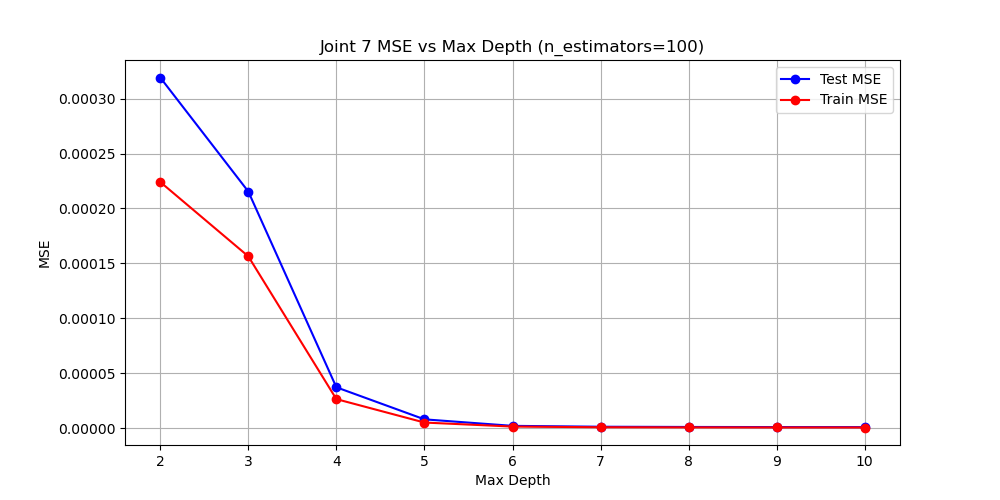 Joint 7 MSE vs Max Depth (n_estimators=100)
Test MSE
Train MSE
MSE
0.00030
0.00025
0.00020
0.00015
0.00010
0.00005
0.00000
2 3 4 5 6 7 8 9 10
Max Depth